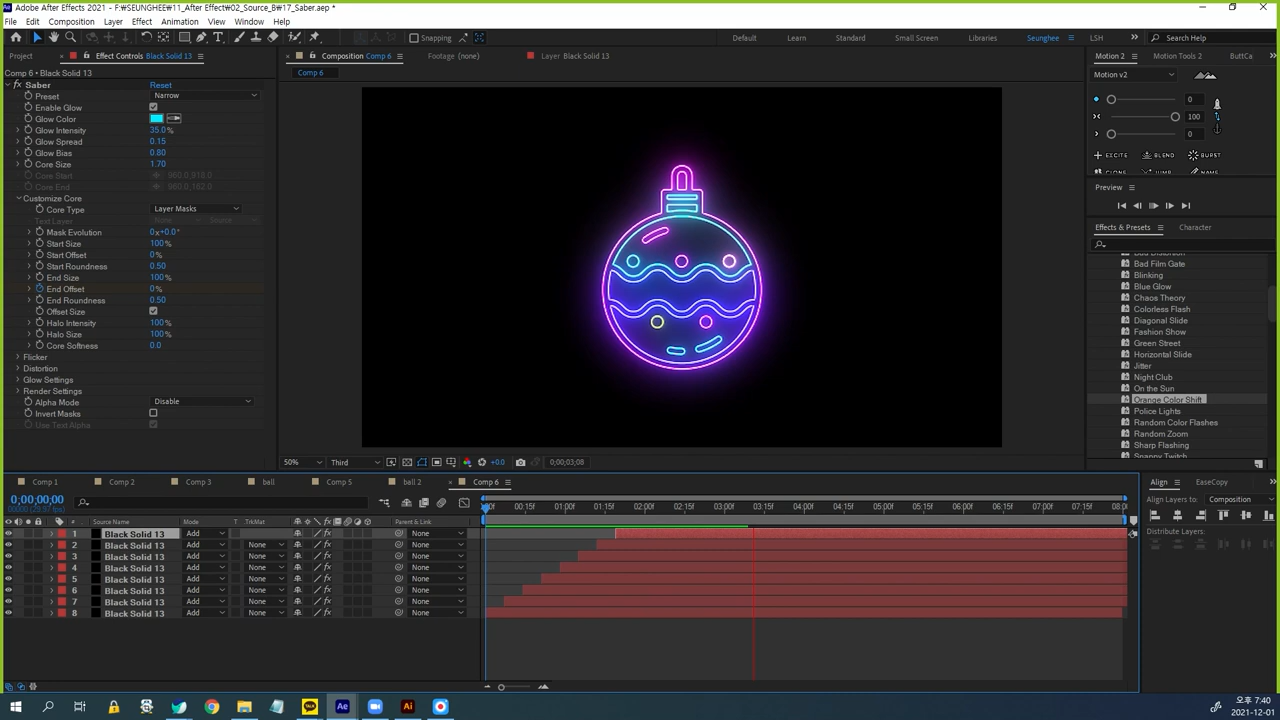 Adobe After Effects 2021 - F:₩SEUNGHEE₩11_After Effect₩02_Source_B₩17_Saber.aep *
File Edit Composition Layer Effect Animation View Window Help
Snapping
Default Learn Standard Small Screen Libraries Seunghee LSH Search Help
Project Effect Controls Black Solid 13
Composition Comp 6 Footage (none) Layer Black Solid 13
Comp 6 • Black Solid 13
Comp 6
fx Saber Reset
Preset Narrow
Enable Glow
Glow Color
Glow Intensity 35.0%
Glow Spread 0.15
Glow Bias 0.80
Core Size 1.70
Core Start 960.0,918.0
Core End 960.0,162.0
Customize Core
Core Type Layer Masks
Text Layer None Source
Mask Evolution 0x+0.0°
Start Size 100%
Start Offset 0%
Start Roundness 0.50
End Size 100%
End Offset 0%
End Roundness 0.50
Offset Size
Halo Intensity 100%
Halo Size 100%
Core Softness 0.0
Flicker
Distortion
Glow Settings
Render Settings
Alpha Mode Disable
Invert Masks
Use Text Alpha
50% Third +0.0 0;00;03;08
Motion 2 Motion Tools 2 ButtCa
Motion v2
0
100
0
EXCITE BLEND BURST
CLONE JUMP NAME
Preview
Effects & Presets Character
Bad Film Gate
Blinking
Blue Glow
Chaos Theory
Colorless Flash
Diagonal Slide
Fashion Show
Green Street
Horizontal Slide
Jitter
Night Club
On the Sun
Orange Color Shift
Police Lights
Random Color Flashes
Random Zoom
Sharp Flashing
Snappy Twitch
Comp 1 Comp 2 Comp 3 ball Comp 5 ball 2 Comp 6
0;00;00;00
00000 (29.97 fps)
00:15f 01:00f 01:15f 02:00f 02:15f 03:00f 03:15f 04:00f 04:15f 05:00f 05:15f 06:00f 06:15f 07:00f 07:15f 08:00
# Source Name Mode T TrkMat Parent & Link
1 Black Solid 13 Add None
2 Black Solid 13 Add None None
3 Black Solid 13 Add None None
4 Black Solid 13 Add None None
5 Black Solid 13 Add None None
6 Black Solid 13 Add None None
7 Black Solid 13 Add None None
8 Black Solid 13 Add None None
Align EaseCopy
Align Layers to: Composition
Distribute Layers:
TALK Ae Ai
오후 7:40
2021-12-01